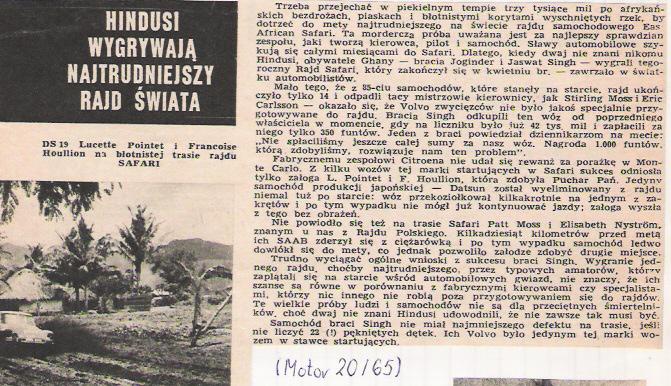 HINDUSI
WYGRYWAJĄ
NAJTRUDNIEJSZY
RAJD ŚWIATA
DS 19 Lucette Pointet i Francoise
Houllion na błotnistej trasie rajdu
SAFARI
Trzeba przejechać w piekielnym tempie trzy tysiące mil po afrykań-
skich bezdrożach, piaskach i błotnistymi korytami wyschniętych rzek, by
dotrzeć do mety najtrudniejszego na świecie rajdu samochodowego East
African Safari. Ta mordercza próba uważana jest za najlepszy sprawdzian
zespołu, jaki tworzą kierowca, pilot i samochód. Sławy automobilowe szy-
kują się całymi miesiącami do Safari. Dlatego, kiedy dwaj nie znani nikomu
Hindusi, obywatele Ghany — bracia Joginder i Jaswat Singh — wygrali tego-
roczny Rajd Safari, który zakończył się w kwietniu br. — zawrzało w świat-
ku automobilistów.
Mało tego, że z 85-ciu samochodów, które stanęły na starcie, rajd ukoń-
czyło tylko 14 i odpadli tacy mistrzowie kierownicy, jak Stirling Moss i Eric
Carlsson — okazało się, że Volvo zwycięzców nie było jakoś specjalnie przy-
gotowywane do rajdu. Bracia Singh odkupili ten wóz od poprzedniego
właściciela w momencie, gdy na liczniku było już 42 tys. mil i zapłacili za
niego tylko 350 funtów. Jeden z braci powiedział dziennikarzom na mecie:
„Nie spłaciliśmy jeszcze całej sumy za nasz wóz. Nagroda 1.000 funtów,
którą zdobyliśmy, rozwiązuje nam ten problem”.
Fabrycznemu zespołowi Citroena nie udał się rewanż za porażkę w Mon-
te Carlo. Z kilku wozów tej marki startujących w Safari sukces odniosła
tylko załoga L. Pointet i F. Houllion, która zdobyła Puchar Pań. Jedyny
samochód produkcji japońskiej — Datsun został wyeliminowany z rajdu
niemal tuż po starcie: wóz przekoziołkował kilkakrotnie na jednym z za-
krętów i po tym wypadku nie mógł już kontynuować jazdy; załoga wyszła
z tego bez obrażeń.
Nie powiodło się też na trasie Safari Patt Moss i Elisabeth Nyström,
znanym u nas z Rajdu Polskiego. Kilkadziesiąt kilometrów przed metą
ich SAAB zderzył się z ciężarówką i po tym wypadku samochód ledwo
dowiókł się do mety, co jednak pozwoliło załodze zdobyć drugie miejsce.
Trudno wyciągać ogólne wnioski z sukcesu braci Singh. Wygranie jed-
nego rajdu, choćby najtrudniejszego, przez typowych amatorów, którzy
zaplątali się na starcie wśród automobilowych gwiazd, nie znaczy, że ich
szanse są równe w porównaniu z fabrycznymi kierowcami czy specjalista-
mi, którzy nic innego nie robią poza przygotowywaniem się do rajdów.
Te wielkie próby ludzi i samochodów nie są dla przeciętnych śmiertelni-
ków, choć dwaj nie znani Hindusi udowodnili, że nie zawsze tak musi być.
Samochód braci Singh nie miał najmniejszego defektu na trasie, jeśli
nie liczyć 22 (!) pękniętych dętek. Ich Volvo było jedynym tej marki wo-
zem w stawce startujących.
(Motor 20/65)